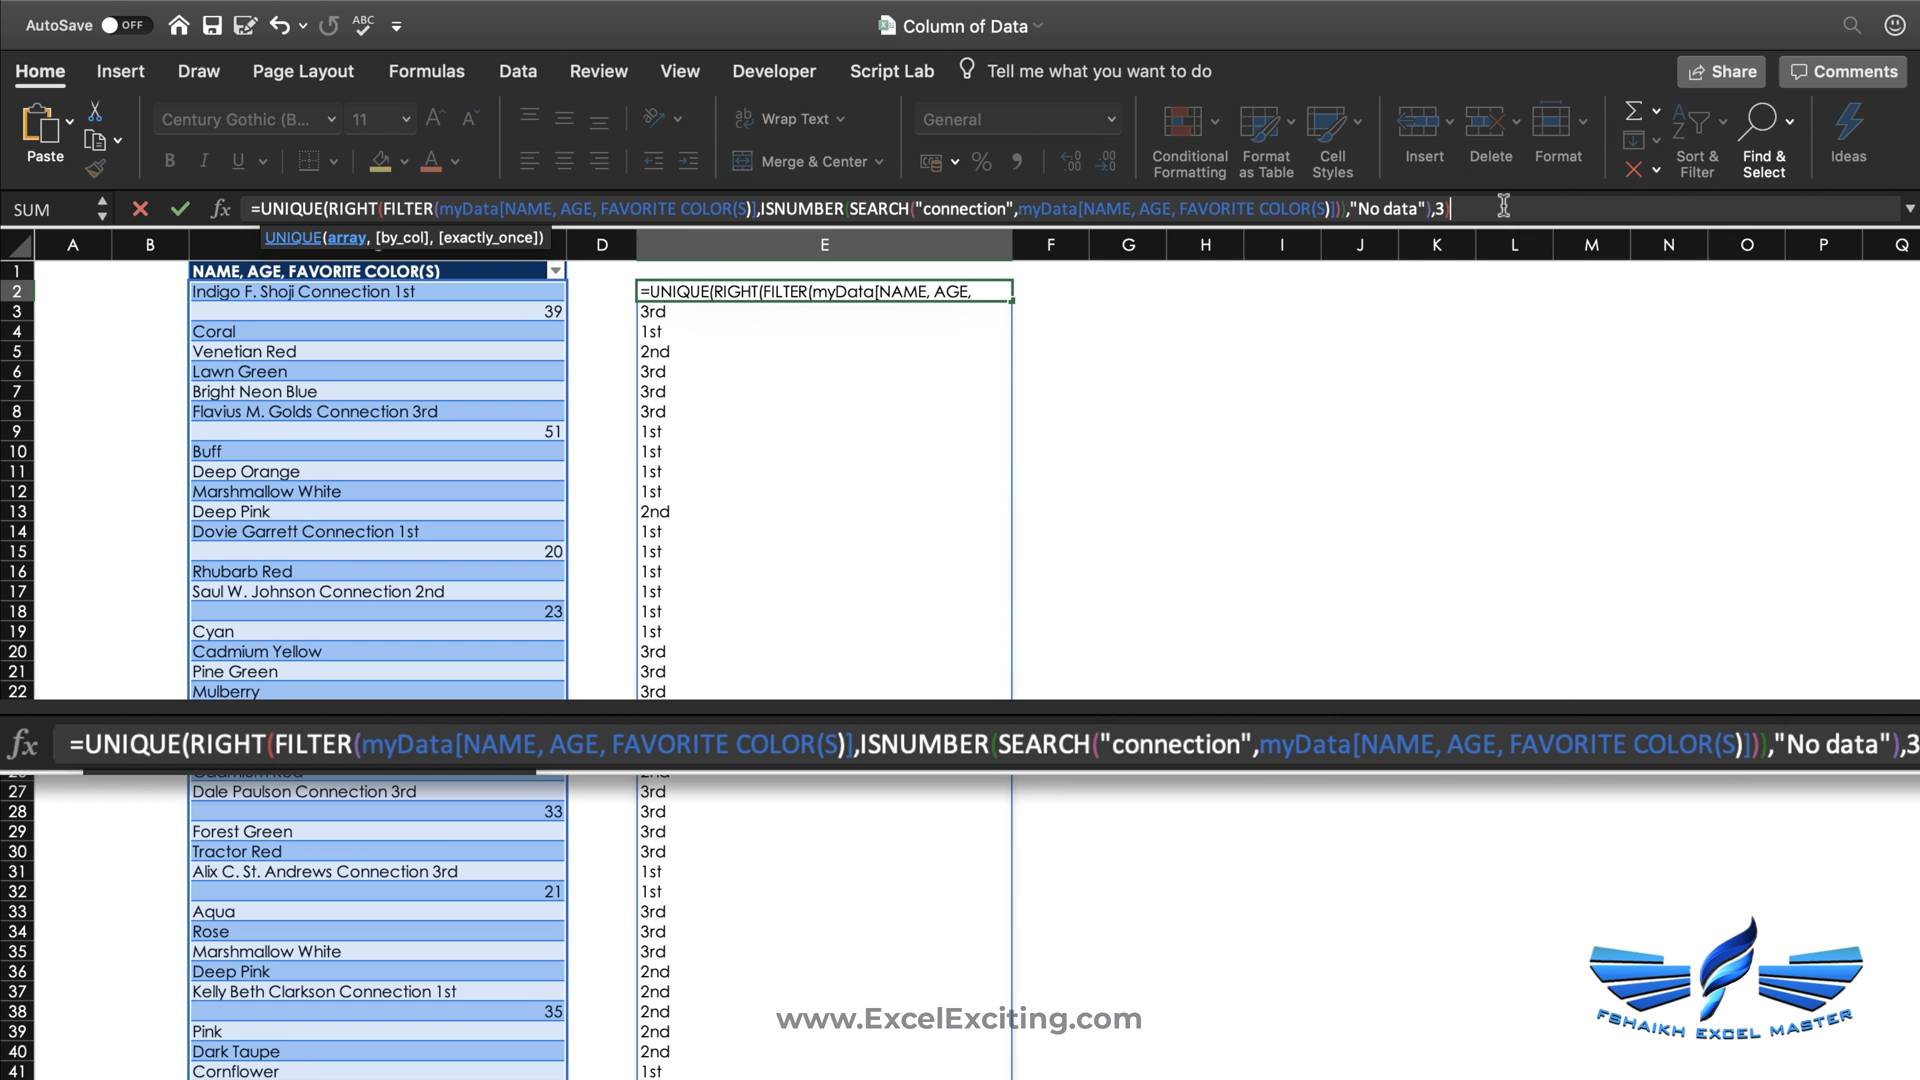 AutoSave OFF ABC Column of Data
Home Insert Draw Page Layout Formulas Data Review View Developer Script Lab Tell me what you want to do Share Comments
Paste Century Gothic (B... 11 A A Wrap Text General Conditional Formatting Format as Table Cell Styles Insert Delete Format Sort & Filter Find & Select Ideas
B I U A Merge & Center % .00
SUM fx =UNIQUE(RIGHT(FILTER(myData[NAME, AGE, FAVORITE COLOR(S)],ISNUMBER(SEARCH("connection",myData[NAME, AGE, FAVORITE COLOR(S)])),"No data"),3)
UNIQUE(array, [by_col], [exactly_once])
A B D E F G H I J K L M N O P Q
1 NAME, AGE, FAVORITE COLOR(S)
2 Indigo F. Shoji Connection 1st =UNIQUE(RIGHT(FILTER(myData[NAME, AGE,
3 39 3rd
4 Coral 1st
5 Venetian Red 2nd
6 Lawn Green 3rd
7 Bright Neon Blue 3rd
8 Flavius M. Golds Connection 3rd 3rd
9 51 1st
10 Buff 1st
11 Deep Orange 1st
12 Marshmallow White 1st
13 Deep Pink 2nd
14 Dovie Garrett Connection 1st 1st
15 20 1st
16 Rhubarb Red 1st
17 Saul W. Johnson Connection 2nd 1st
18 23 1st
19 Cyan 1st
20 Cadmium Yellow 3rd
21 Pine Green 3rd
22 Mulberry 3rd
fx =UNIQUE(RIGHT(FILTER(myData[NAME, AGE, FAVORITE COLOR(S)],ISNUMBER(SEARCH("connection",myData[NAME, AGE, FAVORITE COLOR(S)])),"No data"),3
27 Dale Paulson Connection 3rd 3rd
28 33 3rd
29 Forest Green 3rd
30 Tractor Red 3rd
31 Alix C. St. Andrews Connection 3rd 1st
32 21 1st
33 Aqua 3rd
34 Rose 3rd
35 Marshmallow White 3rd
36 Deep Pink 2nd
37 Kelly Beth Clarkson Connection 1st 2nd
38 35 2nd
39 Pink 2nd
40 Dark Taupe 2nd
41 Cornflower 1st
www.ExcelExciting.com
FSHAIKH EXCEL MASTER